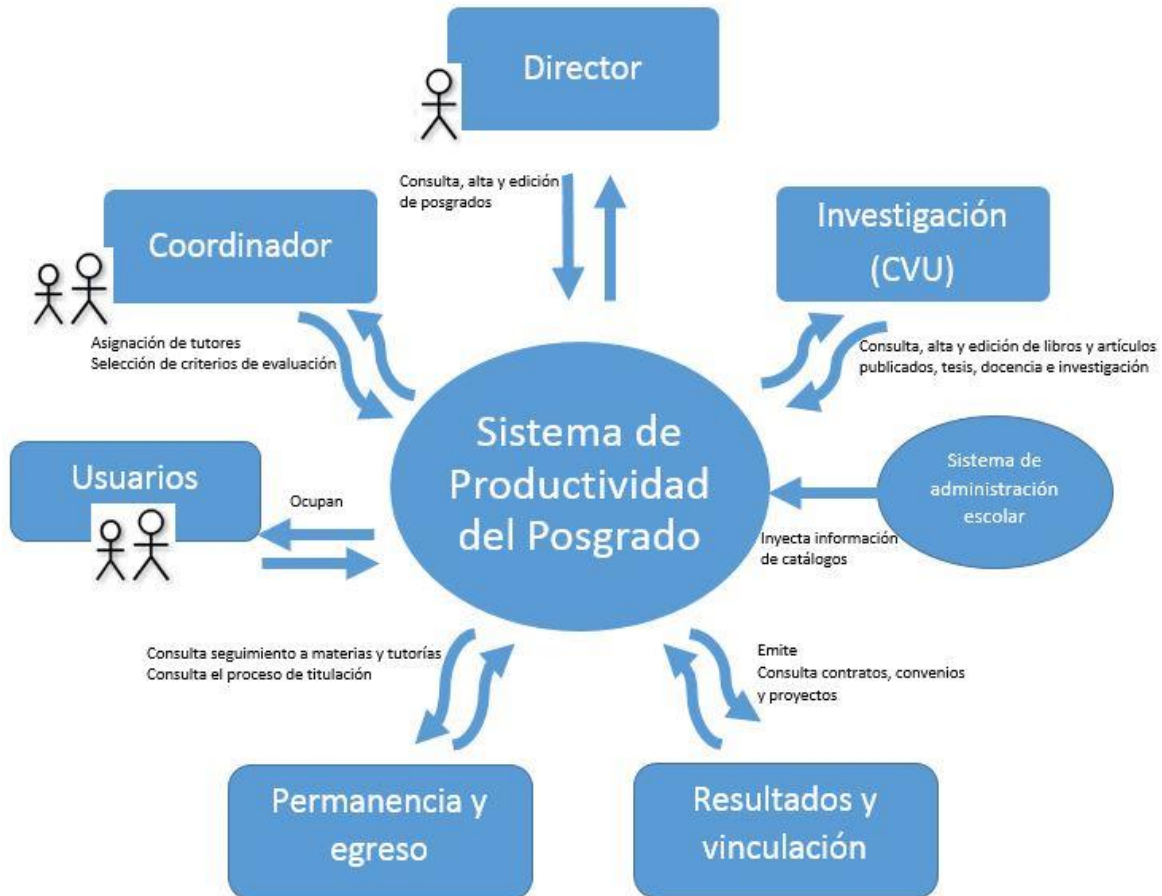 Director
Consulta, alta y edición
de posgrados
Coordinador
Asignación de tutores
Selección de criterios de evaluación
Investigación
(CVU)
Consulta, alta y edición de libros y artículos
publicados, tesis, docencia e investigación
Sistema de
Productividad
del Posgrado
Usuarios
Ocupan
Sistema de
administración
escolar
Inyecta información
de catálogos
Consulta seguimiento a materias y tutorías
Consulta el proceso de titulación
Emite
Consulta contratos, convenios
y proyectos
Permanencia y
egreso
Resultados y
vinculación